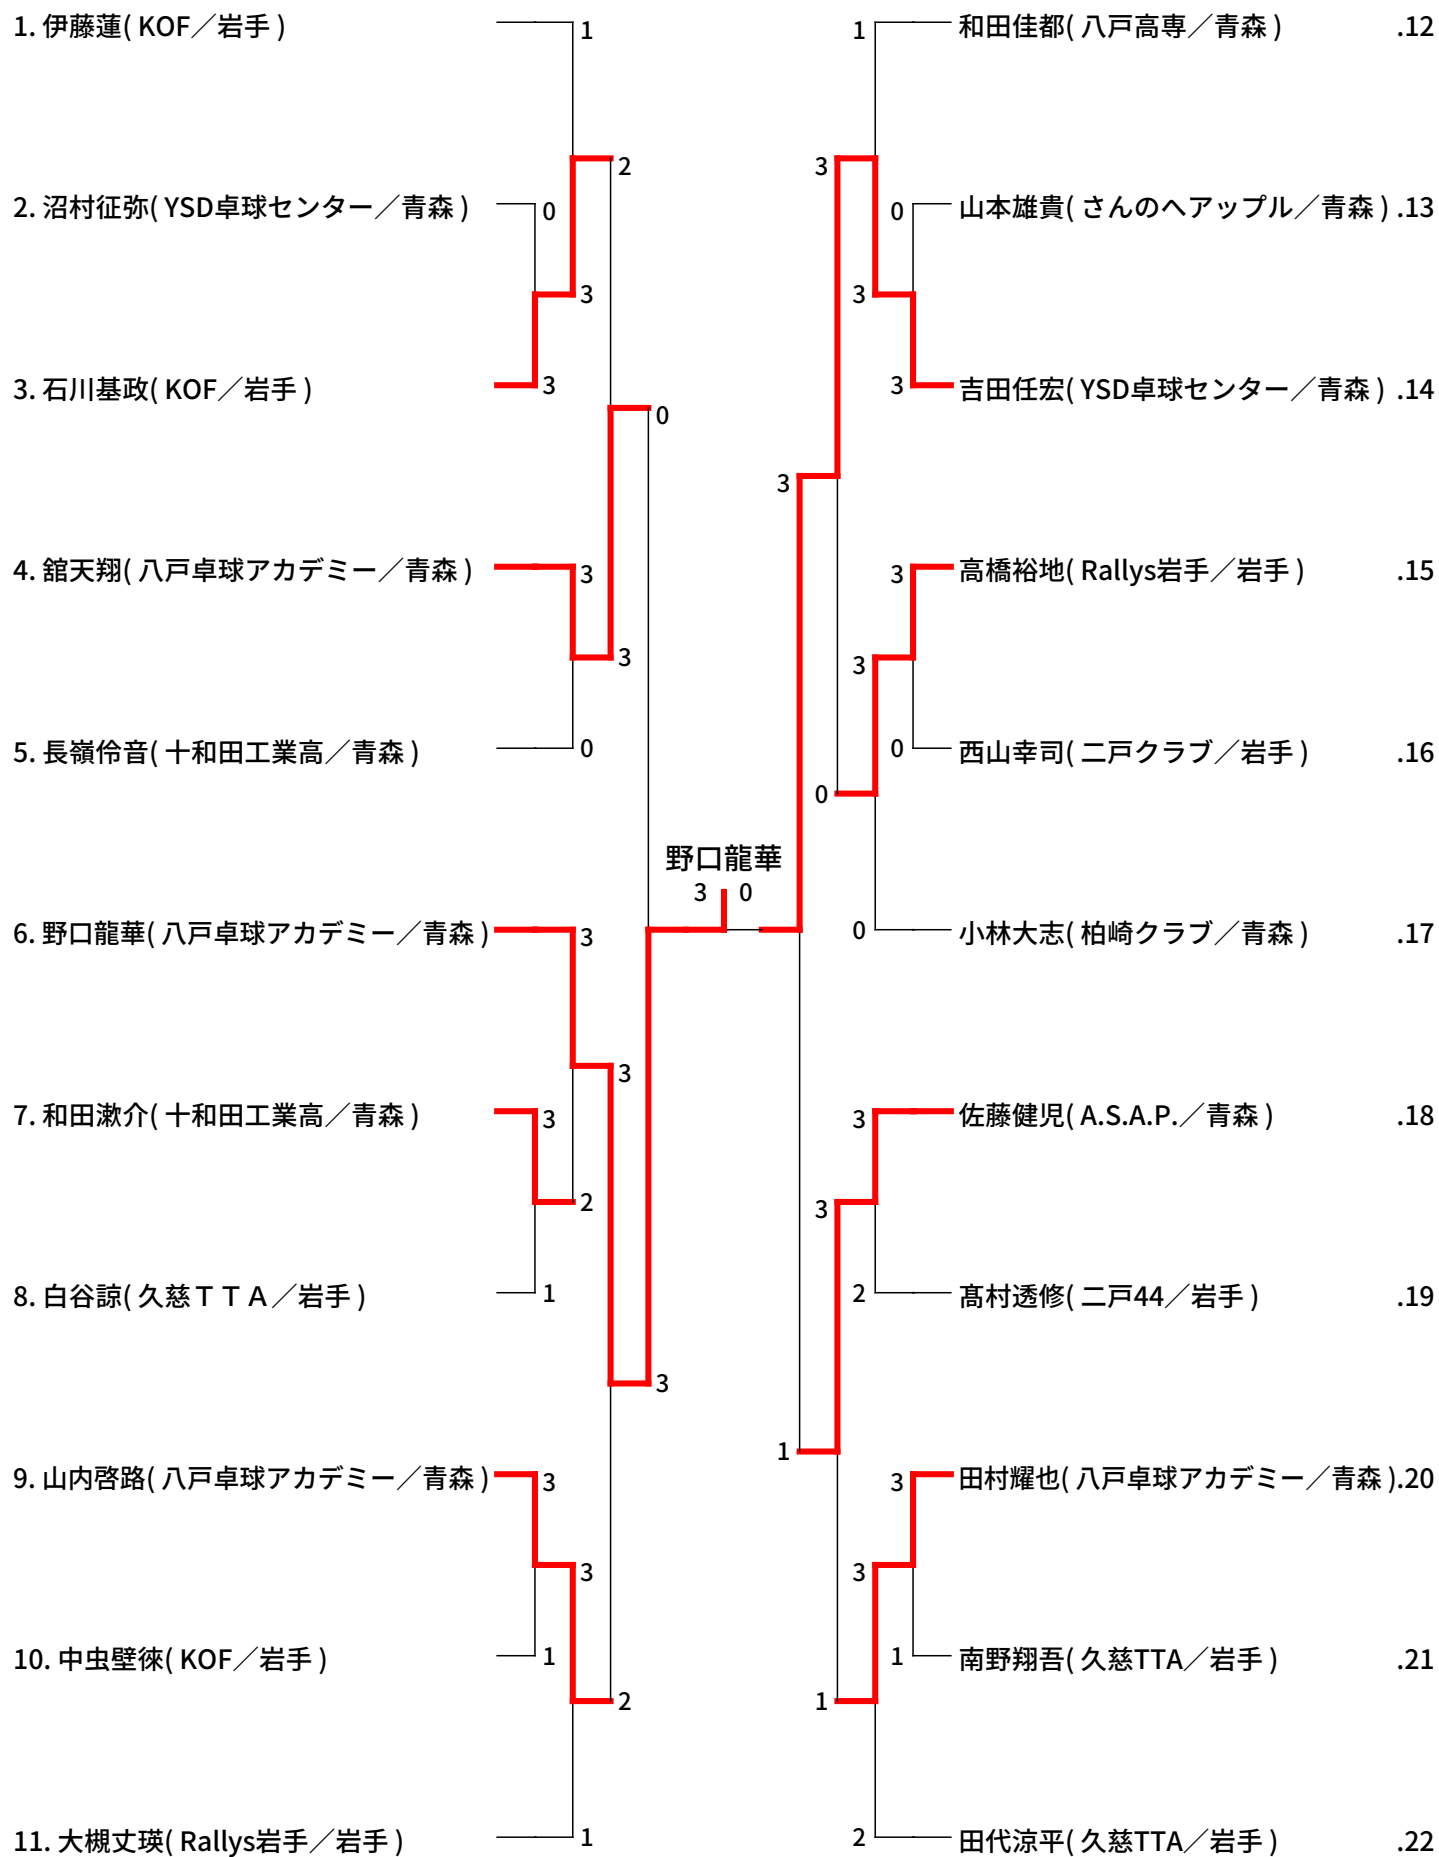 1. 伊藤蓮( KOF／岩手 )
1
2
2. 沼村征弥( YSD卓球センター／青森 )
0
3
3. 石川基政( KOF／岩手 )
3
0
4. 舘天翔( 八戸卓球アカデミー／青森 )
3
3
5. 長嶺伶音( 十和田工業高／青森 )
0
野口龍華
3 0
6. 野口龍華( 八戸卓球アカデミー／青森 )
3
3
7. 和田漱介( 十和田工業高／青森 )
3
2
8. 白谷諒( 久慈ＴＴＡ／岩手 )
1
3
9. 山内啓路( 八戸卓球アカデミー／青森 )
3
3
10. 中虫壁徠( KOF／岩手 )
1
2
11. 大槻丈瑛( Rallys岩手／岩手 )
1
1
和田佳都( 八戸高専／青森 ) .12
3
0
山本雄貴( さんのへアップル／青森 ) .13
3
3
吉田任宏( YSD卓球センター／青森 ) .14
3
3
高橋裕地( Rallys岩手／岩手 ) .15
3
0
西山幸司( 二戸クラブ／岩手 ) .16
0
0
小林大志( 柏崎クラブ／青森 ) .17
3
佐藤健児( A.S.A.P.／青森 ) .18
3
2
髙村透修( 二戸44／岩手 ) .19
1
3
田村耀也( 八戸卓球アカデミー／青森 ).20
3
1
南野翔吾( 久慈TTA／岩手 ) .21
1
2
田代涼平( 久慈TTA／岩手 ) .22